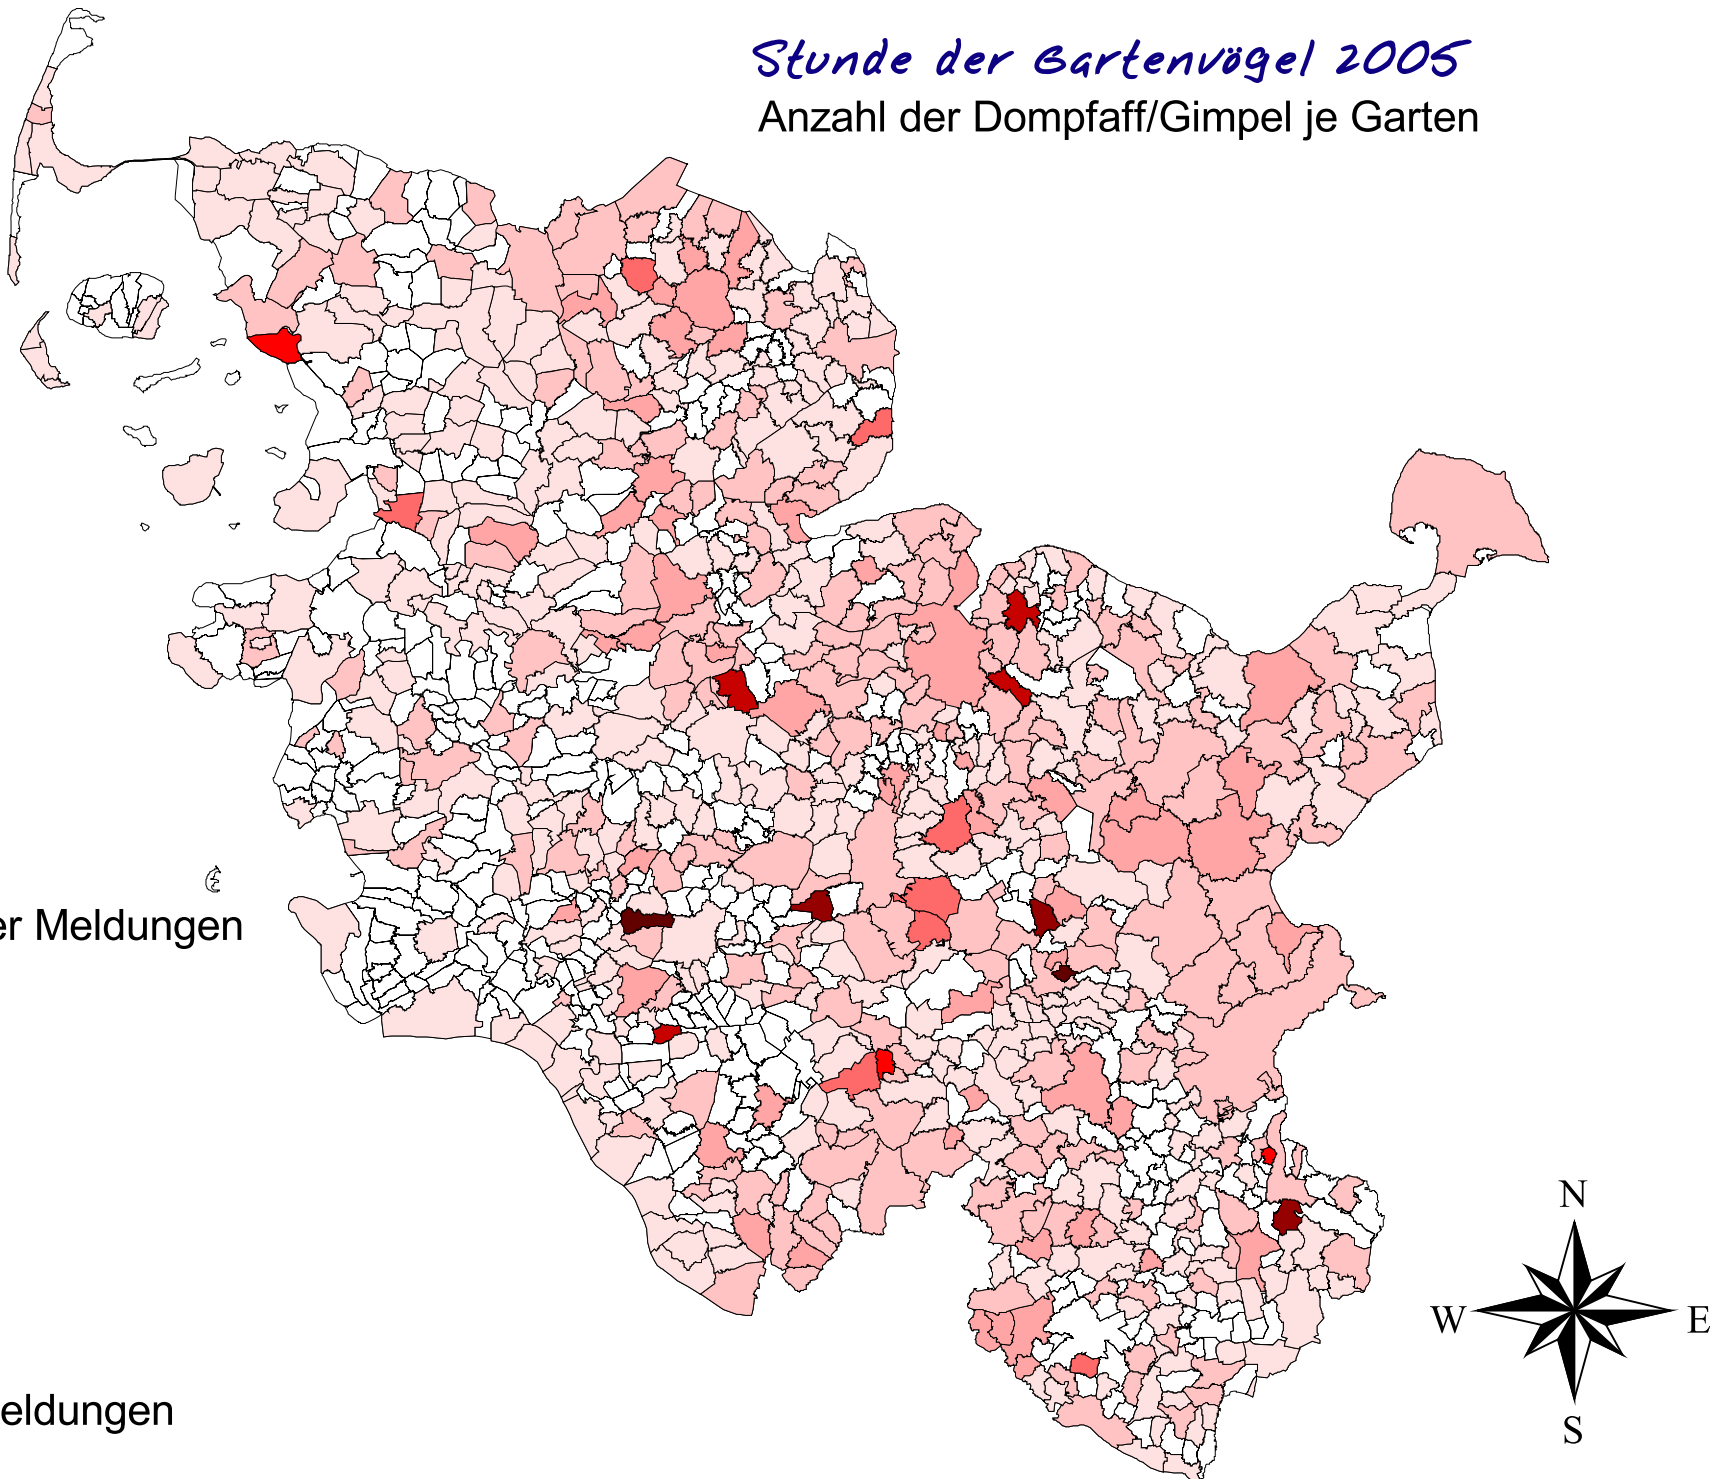 Stunde der Gartenvögel 2005
Anzahl der Dompfaff/Gimpel je Garten
er Meldungen
eldungen
N
W
E
S